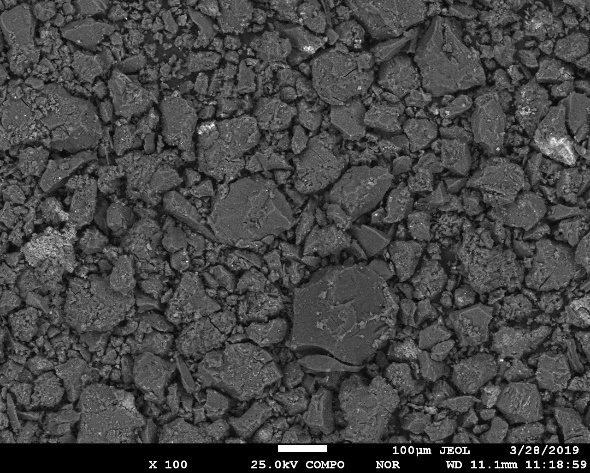 100µm JEOL 3/28/2019
X 100 25.0kV COMPO NOR WD 11.1mm 11:18:59